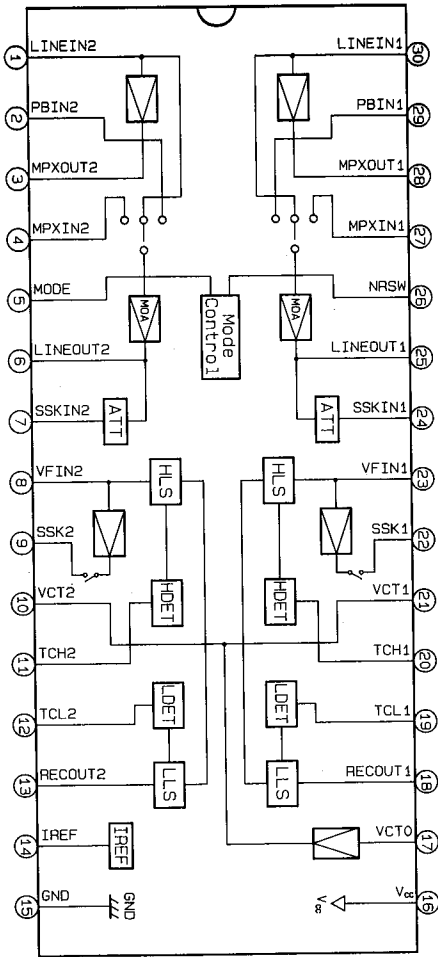 1 LINEIN2
2 PBIN2
3 MPXOUT2
4 MPXIN2
5 MODE
6 LINEOUT2
7 SSKIN2
8 VFIN2
9 SSK2
10 VCT2
11 TCH2
12 TCL2
13 RECOUT2
14 IREF
15 GND
MOA
ATT
HLS
HDET
LDET
LLS
IREF
GND
Mode
Control
MOA
ATT
HLS
HDET
LDET
LLS
Vcc
LINEIN1 30
PBIN1 29
MPXOUT1 28
MPXIN1 27
NRSW 26
LINEOUT1 25
SSKIN1 24
VFIN1 23
SSK1 22
VCT1 21
TCH1 20
TCL1 19
RECOUT1 18
VCTO 17
Vcc 16